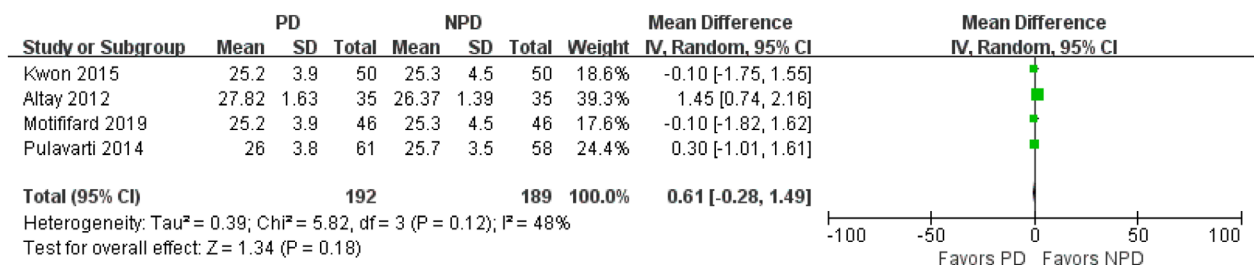 PD NPD Mean Difference Mean Difference
Study or Subgroup Mean SD Total Mean SD Total Weight IV, Random, 95% CI IV, Random, 95% CI
Kwon 2015 25.2 3.9 50 25.3 4.5 50 18.6% -0.10 [-1.75, 1.55]
Altay 2012 27.82 1.63 35 26.37 1.39 35 39.3% 1.45 [0.74, 2.16]
Motififard 2019 25.2 3.9 46 25.3 4.5 46 17.6% -0.10 [-1.82, 1.62]
Pulavarti 2014 26 3.8 61 25.7 3.5 58 24.4% 0.30 [-1.01, 1.61]
Total (95% CI) 192 189 100.0% 0.61 [-0.28, 1.49]
Heterogeneity: Tau² = 0.39; Chi² = 5.82, df = 3 (P = 0.12); I² = 48%
Test for overall effect: Z = 1.34 (P = 0.18)
-100 -50 0 50 100
Favors PD Favors NPD